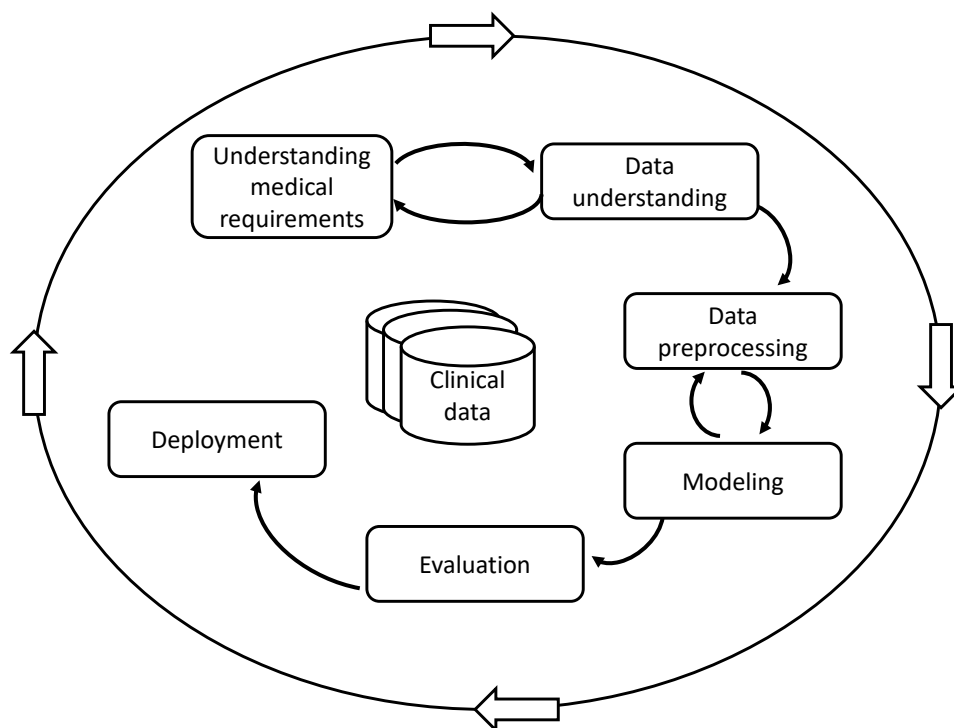 Understanding
medical
requirements
Data
understanding
Data
preprocessing
Clinical
data
Deployment
Modeling
Evaluation